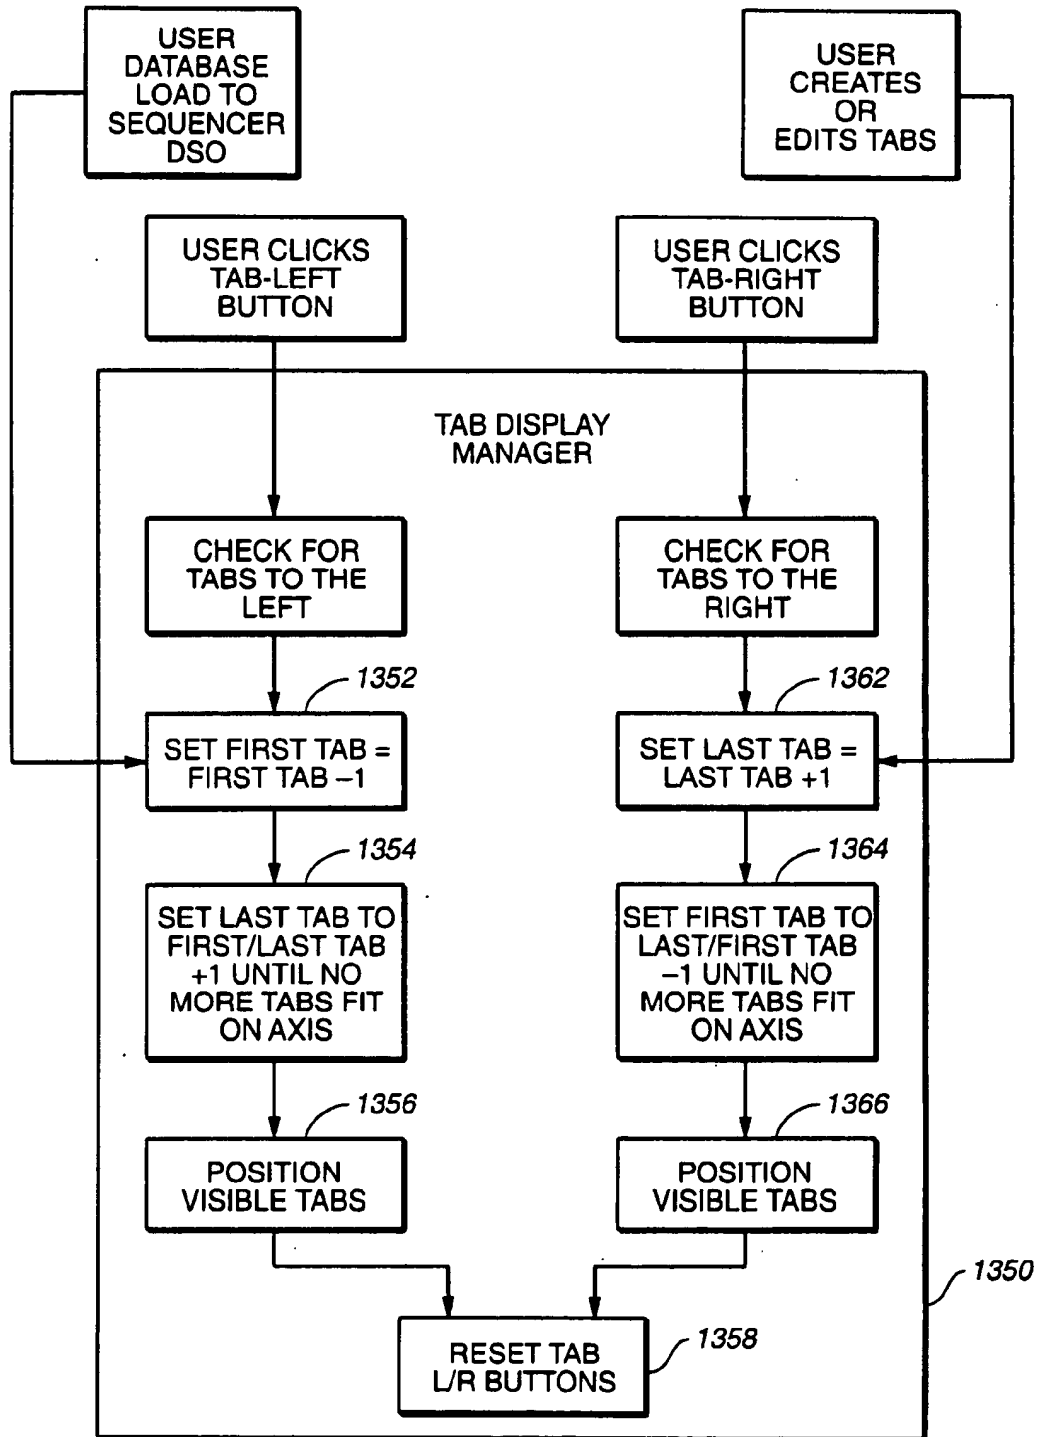 USER
DATABASE
LOAD TO
SEQUENCER
DSO
USER
CREATES
OR
EDITS TABS
USER CLICKS
TAB-LEFT
BUTTON
USER CLICKS
TAB-RIGHT
BUTTON
TAB DISPLAY
MANAGER
CHECK FOR
TABS TO THE
LEFT
CHECK FOR
TABS TO THE
RIGHT
1352
SET FIRST TAB =
FIRST TAB –1
1362
SET LAST TAB =
LAST TAB +1
1354
SET LAST TAB TO
FIRST/LAST TAB
+1 UNTIL NO
MORE TABS FIT
ON AXIS
1364
SET FIRST TAB TO
LAST/FIRST TAB
–1 UNTIL NO
MORE TABS FIT
ON AXIS
1356
POSITION
VISIBLE TABS
1366
POSITION
VISIBLE TABS
1350
1358
RESET TAB
L/R BUTTONS